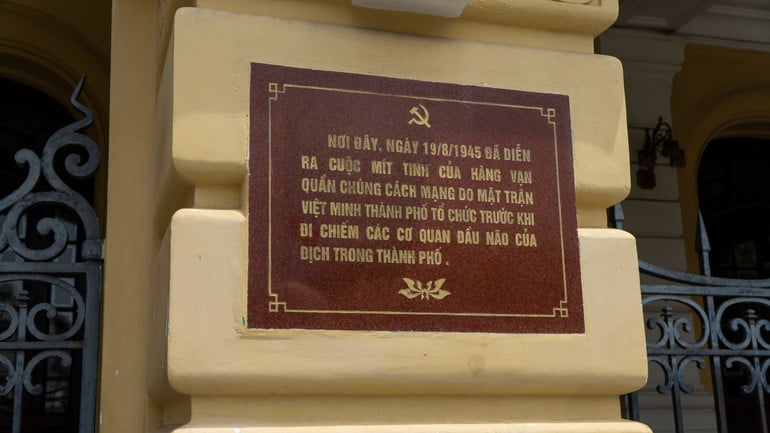 NƠI ĐÂY, NGÀY 19/8/1945 ĐÃ DIỄN
RA CUỘC MÍT TINH CỦA HÀNG VẠN
QUẦN CHÚNG CÁCH MẠNG DO MẶT TRẬN
VIỆT MINH THÀNH PHỐ TỔ CHỨC TRƯỚC KHI
ĐI CHIẾM CÁC CƠ QUAN ĐẦU NÃO CỦA
ĐỊCH TRONG THÀNH PHỐ.